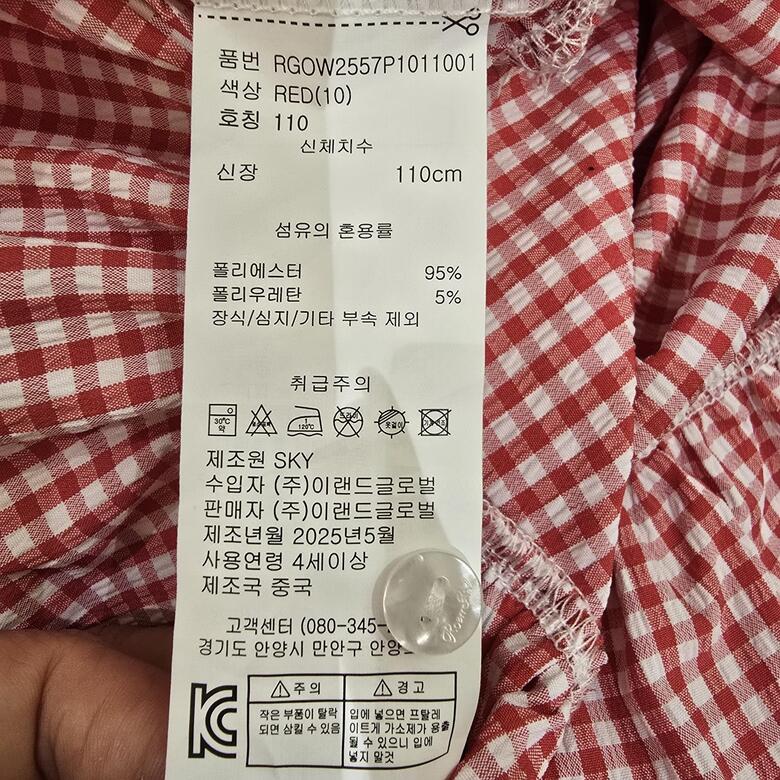 품번 RGOW2557P1011001
색상 RED(10)
호칭 110
신체치수
신장 110cm
섬유의 혼용률
폴리에스터 95%
폴리우레탄 5%
장식/심지/기타 부속 제외
취급주의
30℃ 약
120℃
드라이
옷걸이
제조원 SKY
수입자 (주)이랜드글로벌
판매자 (주)이랜드글로벌
제조년월 2025년5월
사용연령 4세이상
제조국 중국
고객센터 (080-345-
경기도 안양시 만안구 안양
KC
주의
작은 부품이 탈락
되면 삼킬 수 있음
경고
입에 넣으면 프탈레
이트계 가소제가 용출
될 수 있으니 입에
넣지 말것